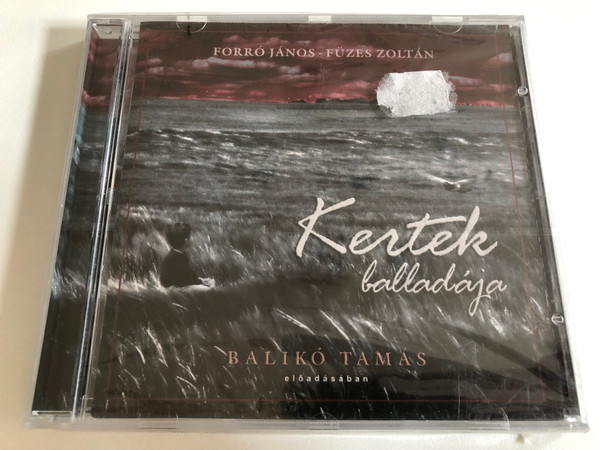 FORRÓ JÁNOS - FÜZES ZOLTÁN
Kertek
balladája
BALIKÓ TAMÁS
előadásában